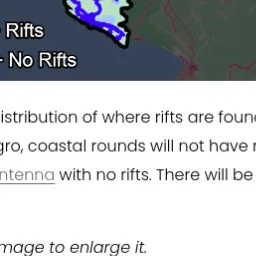 Rifts
No Rifts
istribution of where rifts are foun
gro, coastal rounds will not have
ntenna with no rifts. There will be
mage to enlarge it.